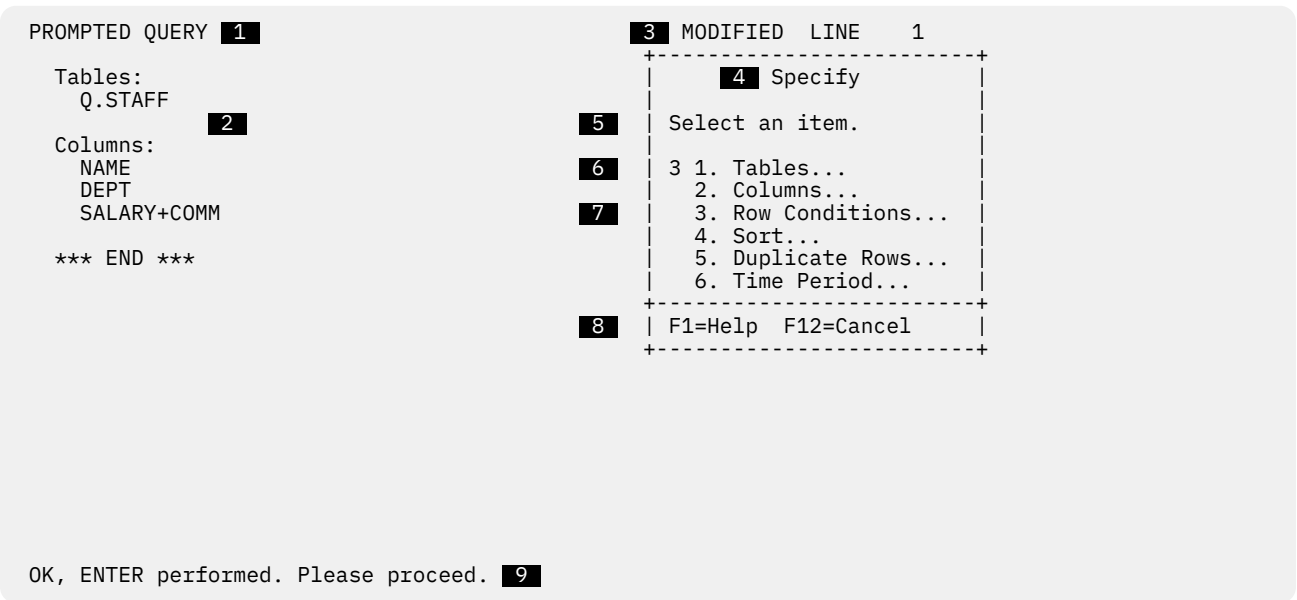 PROMPTED QUERY 1 3 MODIFIED LINE 1
+-------------------------+
Tables: | 4 Specify |
Q.STAFF | |
2 5 | Select an item. |
Columns: | |
NAME 6 | 3 1. Tables... |
DEPT | 2. Columns... |
SALARY+COMM 7 | 3. Row Conditions... |
| 4. Sort... |
*** END *** | 5. Duplicate Rows... |
| 6. Time Period... |
+-------------------------+
8 | F1=Help F12=Cancel |
+-------------------------+
OK, ENTER performed. Please proceed. 9